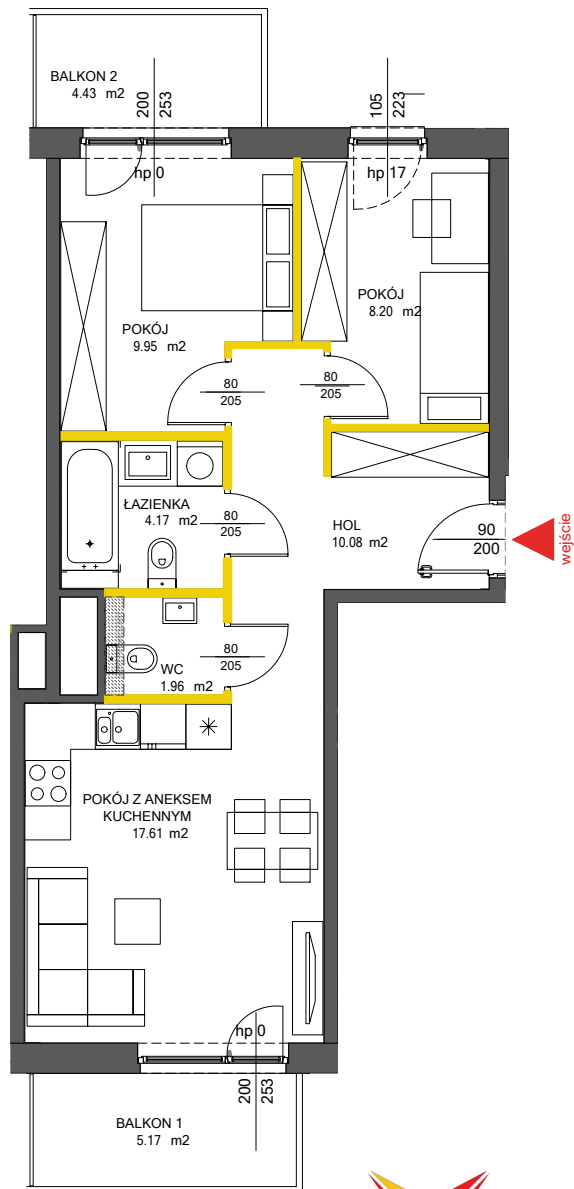 BALKON 2
4.43 m2
200
253
105
223
hp 0
hp 17
POKÓJ
9.95 m2
POKÓJ
8.20 m2
80
205
80
205
ŁAZIENKA
4.17 m2
80
205
HOL
10.08 m2
90
200
wejście
WC
1.96 m2
80
205
POKÓJ Z ANEKSEM
KUCHENNYM
17.61 m2
hp 0
200
253
BALKON 1
5.17 m2